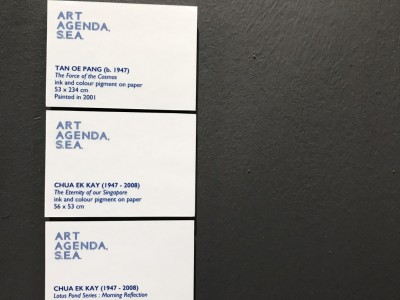 ART
AGENDA,
S.E.A.
TAN OE PANG (b. 1947)
The Force of the Cosmos
ink and colour pigment on paper
53 x 234 cm
Painted in 2001
ART
AGENDA,
S.E.A.
CHUA EK KAY (1947 - 2008)
The Eternity of our Singapore
ink and colour pigment on paper
56 x 53 cm
ART
AGENDA,
S.E.A.
CHUA EK KAY (1947 - 2008)
Lotus Pond Series : Morning Reflection